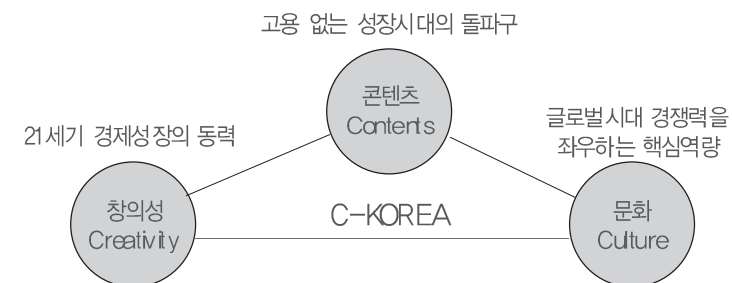 고용 없는 성장시대의 돌파구
콘텐츠
Contents
21세기 경제성장의 동력
글로벌시대 경쟁력을
좌우하는 핵심역량
창의성
Creativity
C-KOREA
문화
Culture